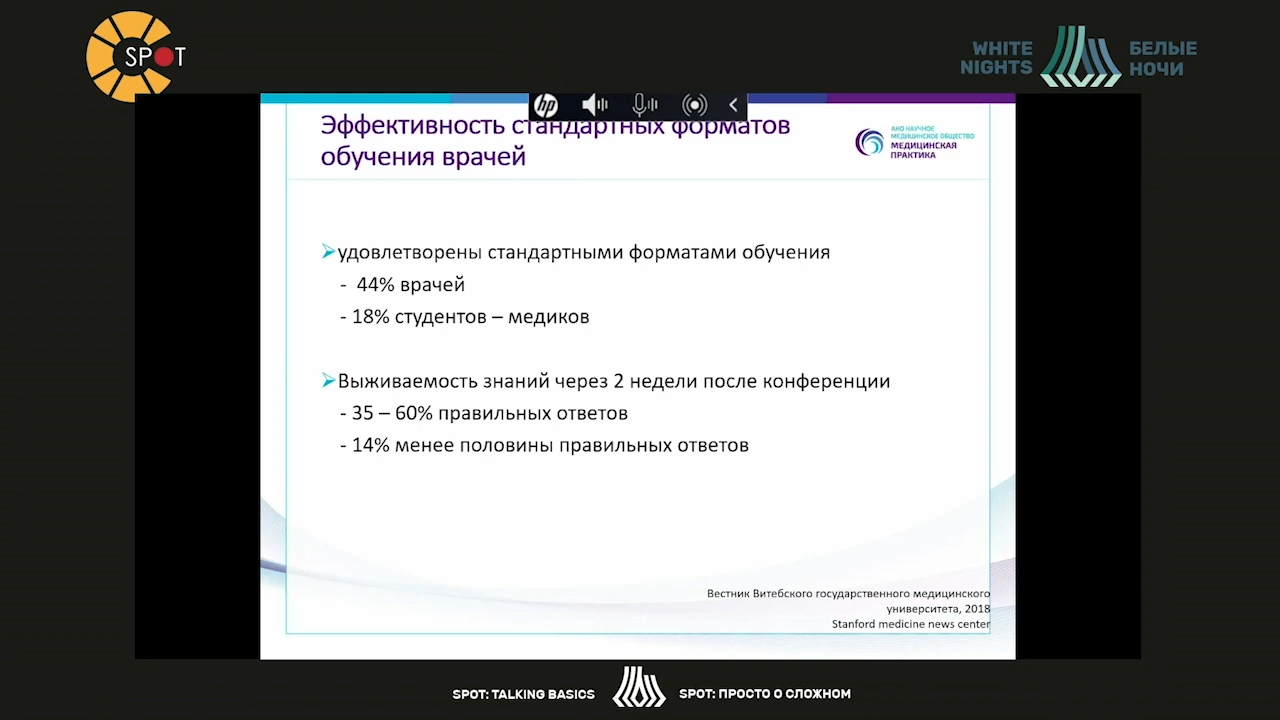 SPOT
WHITE
NIGHTS
БЕЛЫЕ
НОЧИ
hp
Эффективность стандартных форматов
обучения врачей
АНО НАУЧНОЕ
МЕДИЦИНСКОЕ ОБЩЕСТВО
МЕДИЦИНСКАЯ
ПРАКТИКА
удовлетворены стандартными форматами обучения
- 44% врачей
- 18% студентов – медиков
Выживаемость знаний через 2 недели после конференции
- 35 – 60% правильных ответов
- 14% менее половины правильных ответов
Вестник Витебского государственного медицинского
университета, 2018
Stanford medicine news center
SPOT: TALKING BASICS
SPOT: ПРОСТО О СЛОЖНОМ